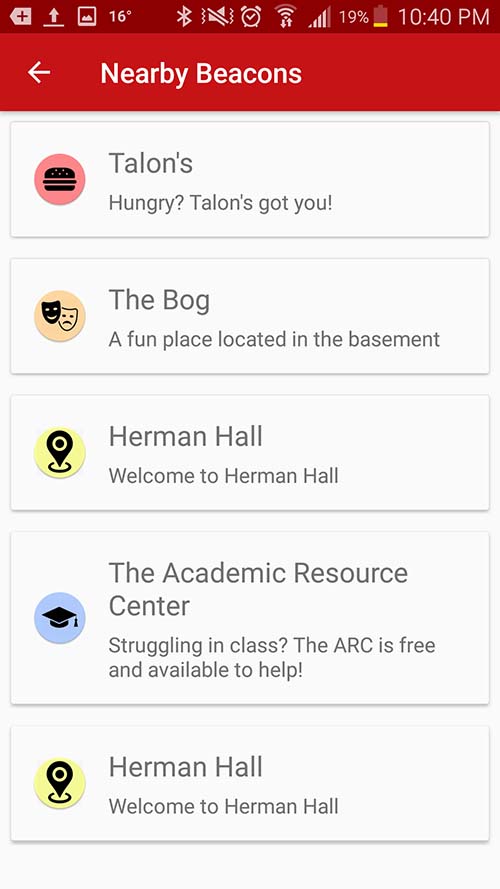 16° 19% 10:40 PM
Nearby Beacons
Talon's
Hungry? Talon's got you!
The Bog
A fun place located in the basement
Herman Hall
Welcome to Herman Hall
The Academic Resource
Center
Struggling in class? The ARC is free
and available to help!
Herman Hall
Welcome to Herman Hall